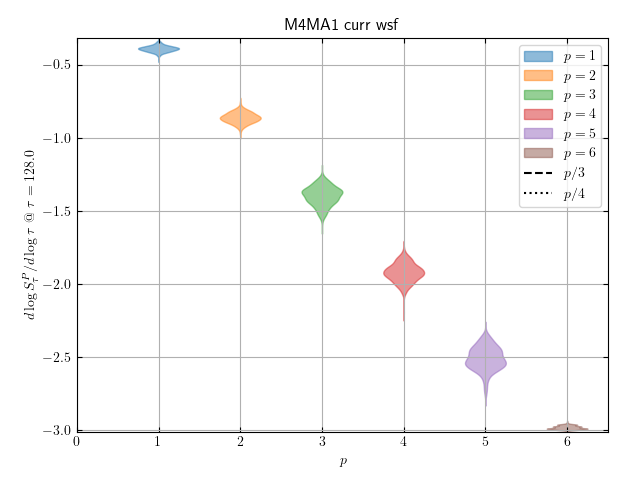 M4MA1 curr wsf
−0.5
−1.0
−1.5
−2.0
−2.5
−3.0
0 1 2 3 4 5 6
p
d log S_τ^P / d log τ @ τ = 128.0
p = 1
p = 2
p = 3
p = 4
p = 5
p = 6
p/3
p/4